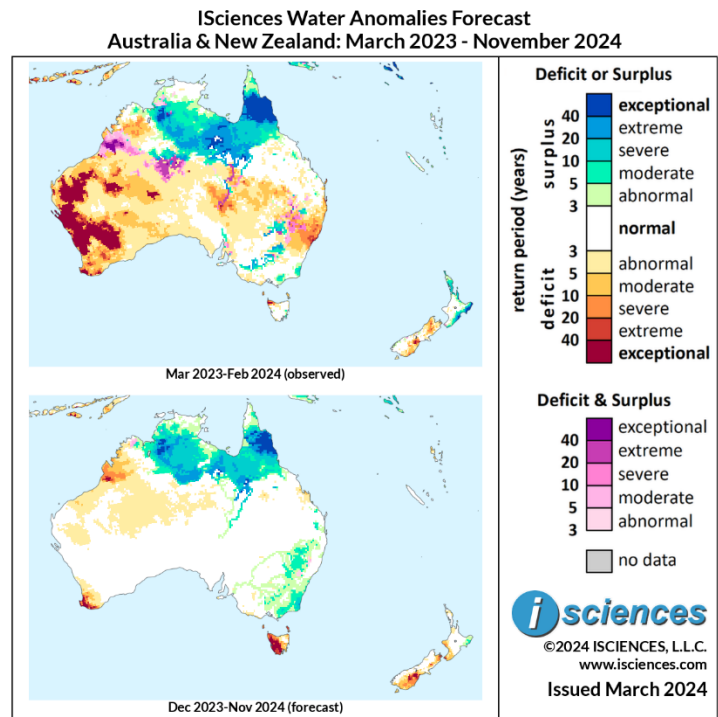 ISciences Water Anomalies Forecast
Australia & New Zealand: March 2023 - November 2024
Mar 2023-Feb 2024 (observed)
Dec 2023-Nov 2024 (forecast)
Deficit or Surplus
return period (years)
surplus
deficit
exceptional
40
extreme
20
severe
10
moderate
5
abnormal
3
normal
3
abnormal
5
moderate
10
severe
20
extreme
40
exceptional
Deficit & Surplus
exceptional
40
extreme
20
severe
10
moderate
5
abnormal
3
no data
i sciences
©2024 ISCIENCES, L.L.C.
www.isciences.com
Issued March 2024